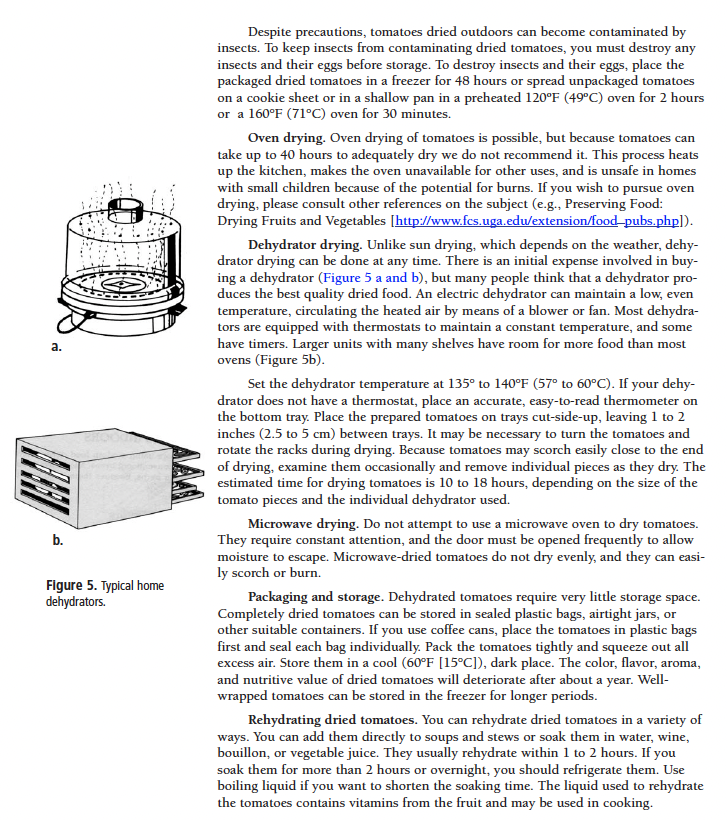 Despite precautions, tomatoes dried outdoors can become contaminated by
insects. To keep insects from contaminating dried tomatoes, you must destroy any
insects and their eggs before storage. To destroy insects and their eggs, place the
packaged dried tomatoes in a freezer for 48 hours or spread unpackaged tomatoes
on a cookie sheet or in a shallow pan in a preheated 120ºF (49ºC) oven for 2 hours
or a 160ºF (71ºC) oven for 30 minutes.
Oven drying. Oven drying of tomatoes is possible, but because tomatoes can
take up to 40 hours to adequately dry we do not recommend it. This process heats
up the kitchen, makes the oven unavailable for other uses, and is unsafe in homes
with small children because of the potential for burns. If you wish to pursue oven
drying, please consult other references on the subject (e.g., Preserving Food:
Drying Fruits and Vegetables [http://www.fcs.uga.edu/extension/food_pubs.php]).
Dehydrator drying. Unlike sun drying, which depends on the weather, dehy-
drator drying can be done at any time. There is an initial expense involved in buy-
ing a dehydrator (Figure 5 a and b), but many people think that a dehydrator pro-
duces the best quality dried food. An electric dehydrator can maintain a low, even
temperature, circulating the heated air by means of a blower or fan. Most dehydra-
tors are equipped with thermostats to maintain a constant temperature, and some
have timers. Larger units with many shelves have room for more food than most
ovens (Figure 5b).
Set the dehydrator temperature at 135º to 140ºF (57º to 60ºC). If your dehy-
drator does not have a thermostat, place an accurate, easy-to-read thermometer on
the bottom tray. Place the prepared tomatoes on trays cut-side-up, leaving 1 to 2
inches (2.5 to 5 cm) between trays. It may be necessary to turn the tomatoes and
rotate the racks during drying. Because tomatoes may scorch easily close to the end
of drying, examine them occasionally and remove individual pieces as they dry. The
estimated time for drying tomatoes is 10 to 18 hours, depending on the size of the
tomato pieces and the individual dehydrator used.
Microwave drying. Do not attempt to use a microwave oven to dry tomatoes.
They require constant attention, and the door must be opened frequently to allow
moisture to escape. Microwave-dried tomatoes do not dry evenly, and they can easi-
ly scorch or burn.
Packaging and storage. Dehydrated tomatoes require very little storage space.
Completely dried tomatoes can be stored in sealed plastic bags, airtight jars, or
other suitable containers. If you use coffee cans, place the tomatoes in plastic bags
first and seal each bag individually. Pack the tomatoes tightly and squeeze out all
excess air. Store them in a cool (60ºF [15ºC]), dark place. The color, flavor, aroma,
and nutritive value of dried tomatoes will deteriorate after about a year. Well-
wrapped tomatoes can be stored in the freezer for longer periods.
Rehydrating dried tomatoes. You can rehydrate dried tomatoes in a variety of
ways. You can add them directly to soups and stews or soak them in water, wine,
bouillon, or vegetable juice. They usually rehydrate within 1 to 2 hours. If you
soak them for more than 2 hours or overnight, you should refrigerate them. Use
boiling liquid if you want to shorten the soaking time. The liquid used to rehydrate
the tomatoes contains vitamins from the fruit and may be used in cooking.
a.
b.
Figure 5. Typical home
dehydrators.